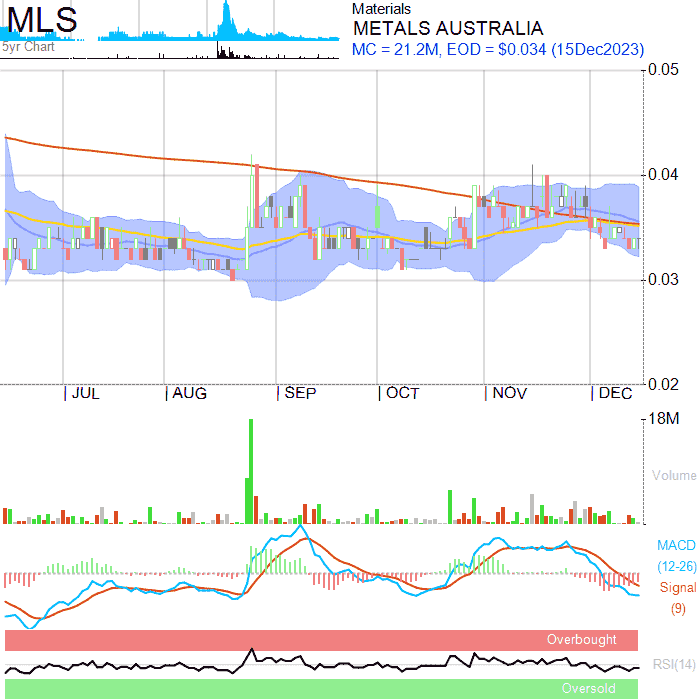 MLS
5yr Chart
Materials
METALS AUSTRALIA
MC = 21.2M, EOD = $0.034 (15Dec2023)
0.05
0.04
0.03
0.02
JUL AUG SEP OCT NOV DEC
18M
Volume
MACD
(12-26)
Signal
(9)
Overbought
RSI(14)
Oversold